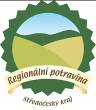 Regionální potravina
Středočeský kraj